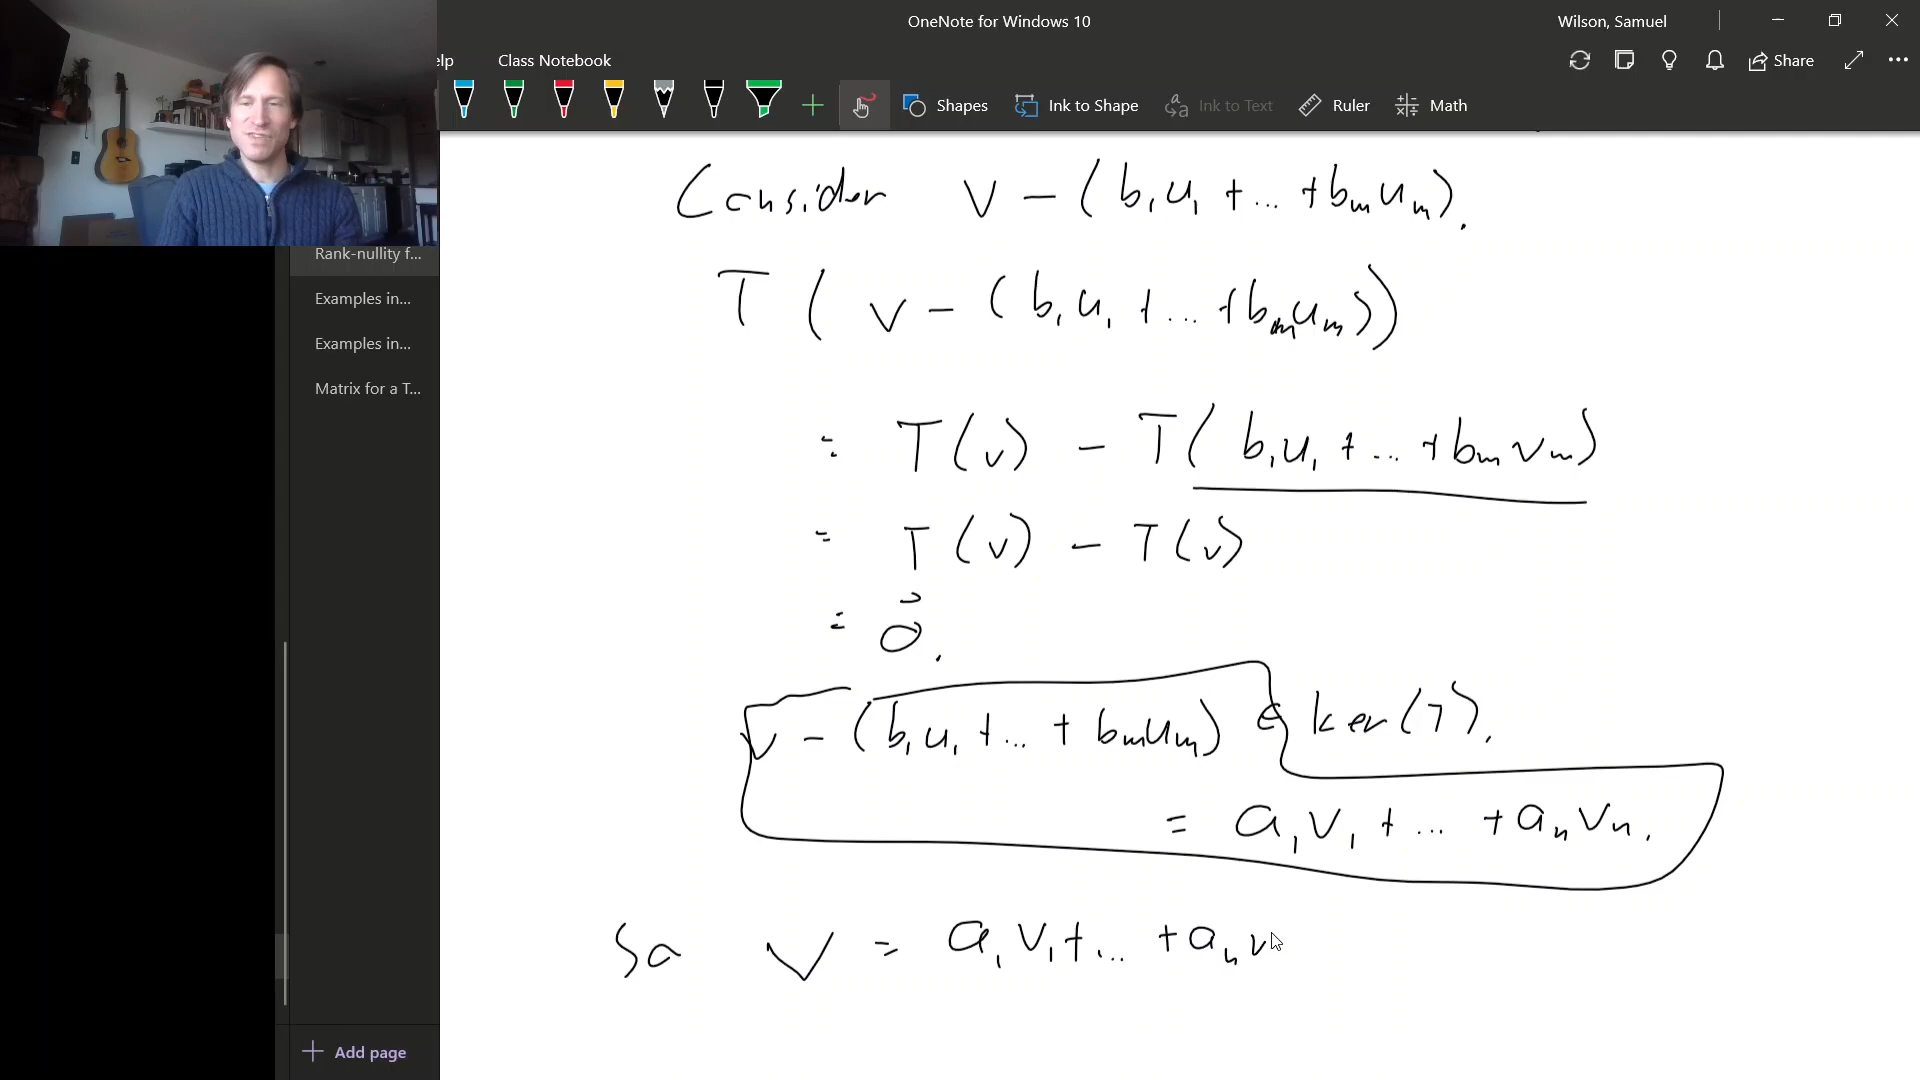 OneNote for Windows 10
Wilson, Samuel
elp Class Notebook Share
Shapes Ink to Shape Ink to Text Ruler Math
Rank-nullity f...
Examples in...
Examples in...
Matrix for a T...
Add page
Consider v - (b₁u₁ + ... + bₘuₘ).
T ( v - (b₁u₁ + ... + bₘuₘ))
= T(v) - T(b₁u₁ + ... + bₘvₘ)
= T(v) - T(v)
= 0⃗.
v - (b₁u₁ + ... + bₘuₘ) ∈ ker(T).
= a₁v₁ + ... + aₙvₙ.
So v = a₁v₁ + ... + aₙv